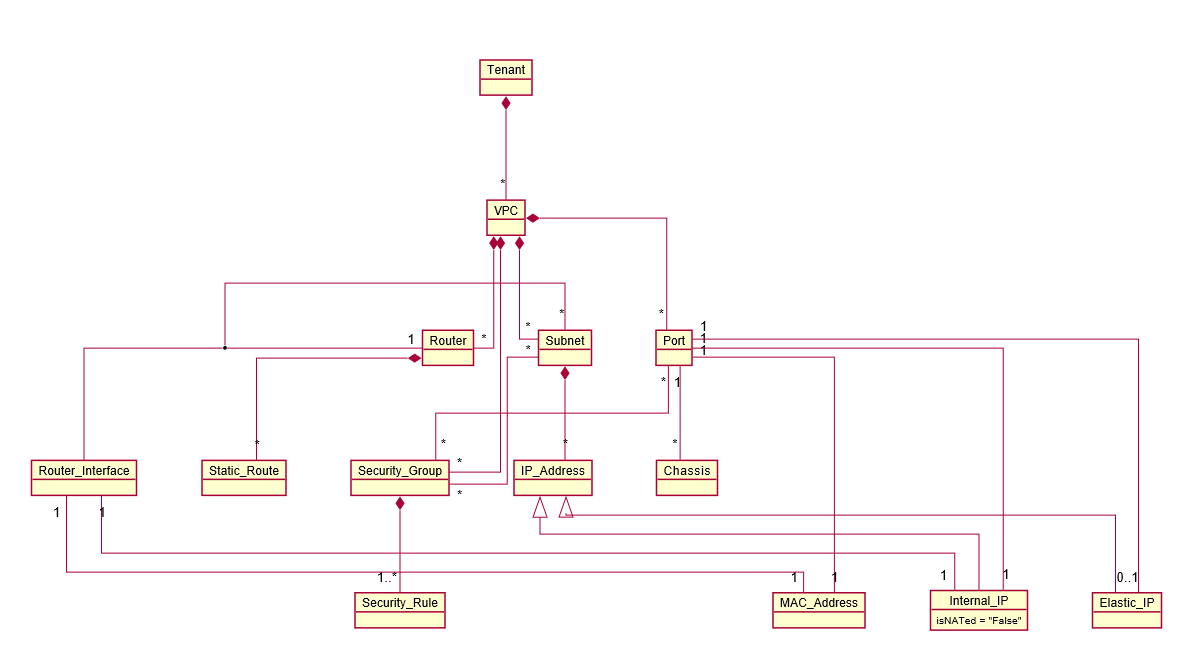 Tenant
*
VPC
*
*
1
1
Router
*
*
Subnet
*
Port
1
1
*
*
1
*
*
*
*
*
*
Router_Interface
Static_Route
Security_Group
IP_Address
Chassis
*
1
1
1..*
1
1
1
1
0..1
Security_Rule
MAC_Address
Internal_IP
isNATed = "False"
Elastic_IP